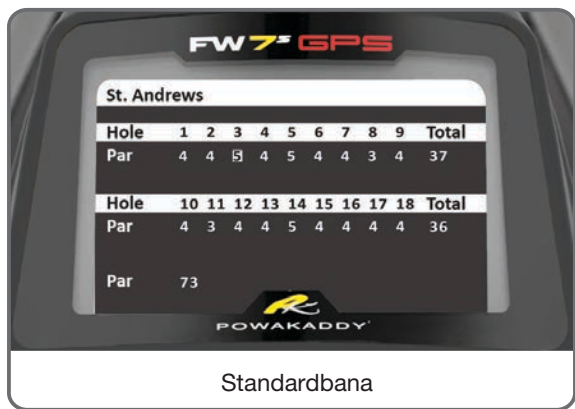 FW 7s GPS
St. Andrews
Hole 1 2 3 4 5 6 7 8 9 Total
Par 4 4 5 4 5 4 4 3 4 37
Hole 10 11 12 13 14 15 16 17 18 Total
Par 4 3 4 4 5 4 4 4 4 36
Par 73
POWAKADDY
Standardbana